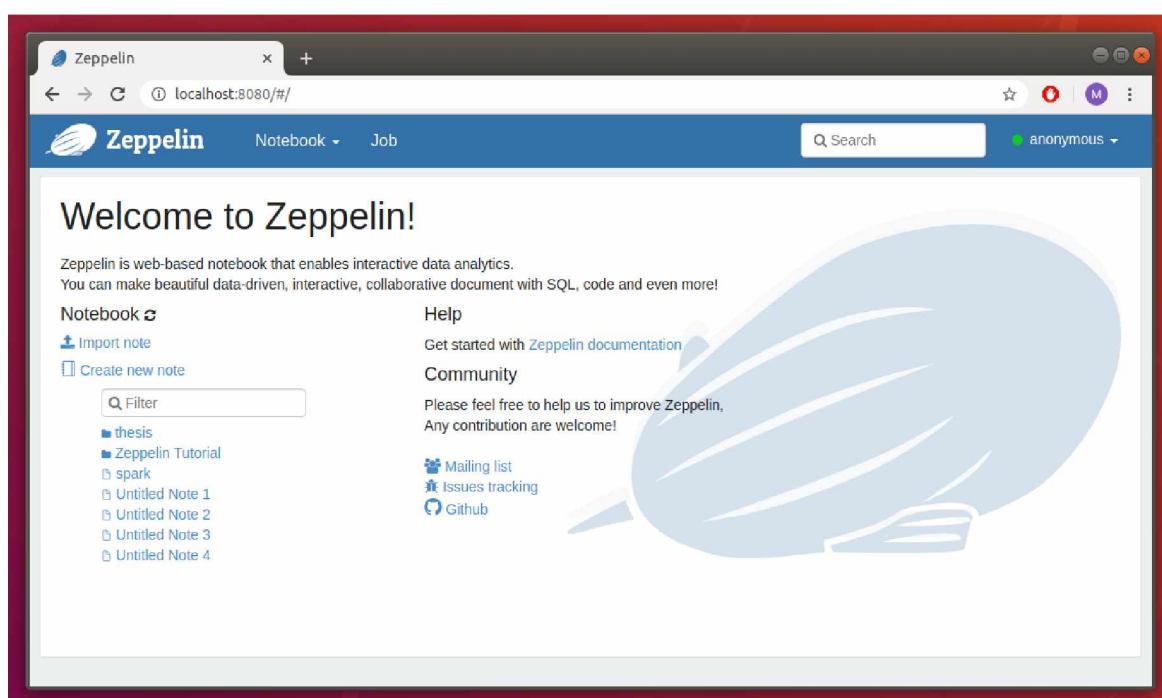 Zeppelin
localhost:8080/#/
M
Zeppelin
Notebook
Job
Search
anonymous
Welcome to Zeppelin!
Zeppelin is web-based notebook that enables interactive data analytics.
You can make beautiful data-driven, interactive, collaborative document with SQL, code and even more!
Notebook
Import note
Create new note
Filter
thesis
Zeppelin Tutorial
spark
Untitled Note 1
Untitled Note 2
Untitled Note 3
Untitled Note 4
Help
Get started with Zeppelin documentation
Community
Please feel free to help us to improve Zeppelin,
Any contribution are welcome!
Mailing list
Issues tracking
Github